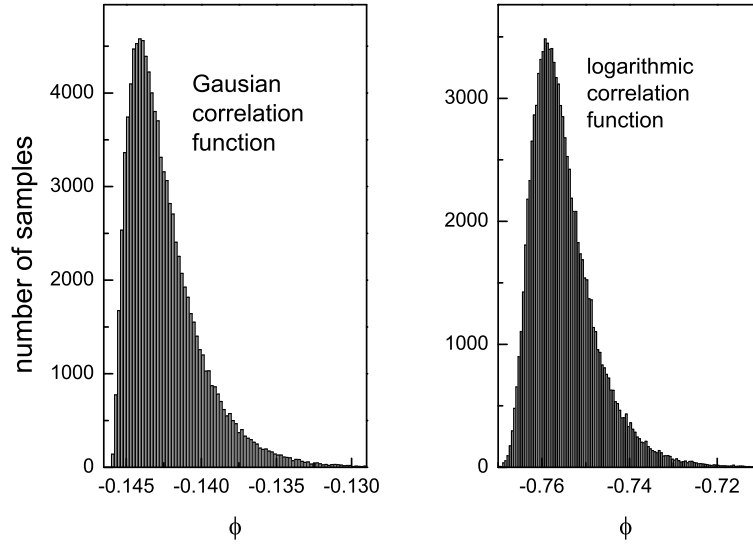 number of samples
4000
3000
2000
1000
0
Gausian
correlation
function
-0.145
-0.140
-0.135
-0.130
ϕ
3000
2000
1000
0
logarithmic
correlation
function
-0.76
-0.74
-0.72
ϕ